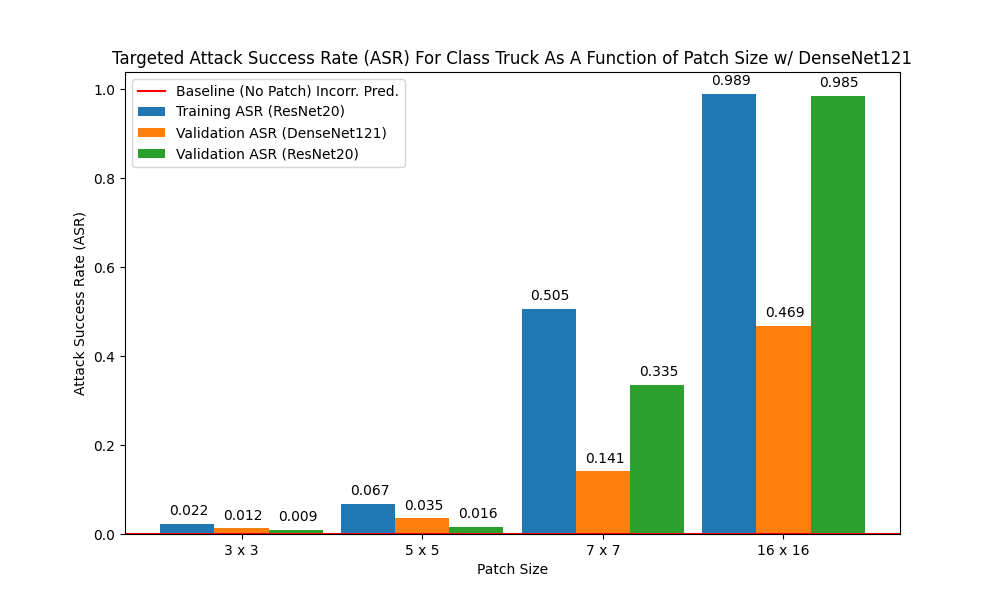 Targeted Attack Success Rate (ASR) For Class Truck As A Function of Patch Size w/ DenseNet121
Baseline (No Patch) Incorr. Pred.
Training ASR (ResNet20)
Validation ASR (DenseNet121)
Validation ASR (ResNet20)
Attack Success Rate (ASR)
1.0
0.8
0.6
0.4
0.2
0.0
0.022
0.012
0.009
0.067
0.035
0.016
0.505
0.141
0.335
0.989
0.469
0.985
3 x 3
5 x 5
7 x 7
16 x 16
Patch Size